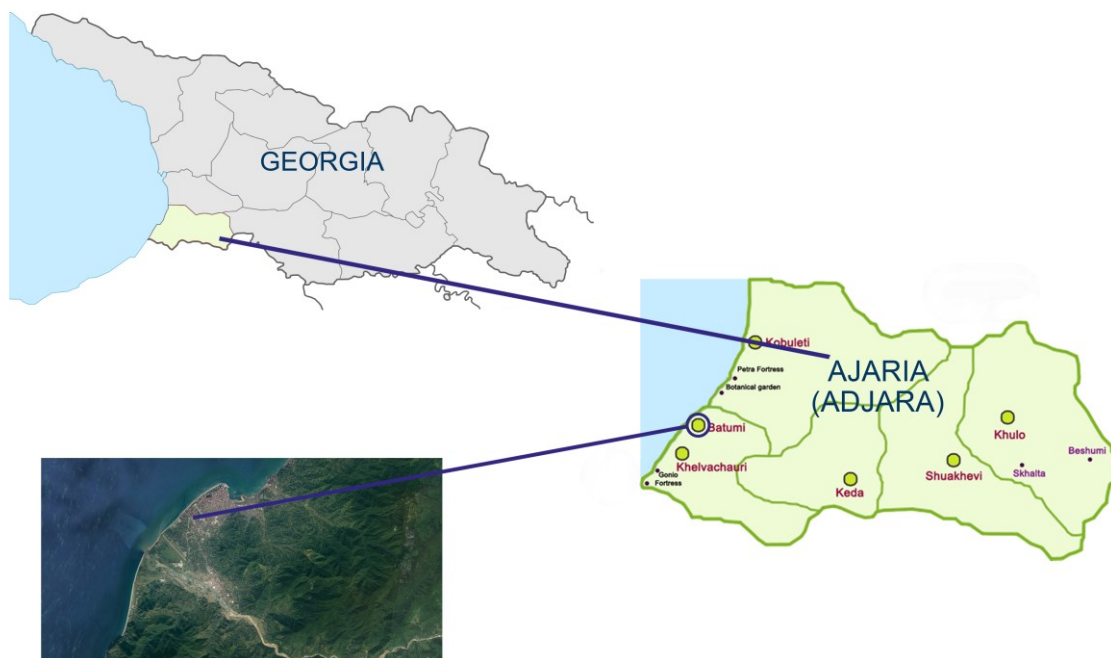 GEORGIA
Kobuleti
AJARIA
(ADJARA)
Petra Fortress
Botanical garden
Batumi
Khulo
Khelvachauri
Shuakhevi
Beshumi
Skhalta
Gonio
Fortress
Keda